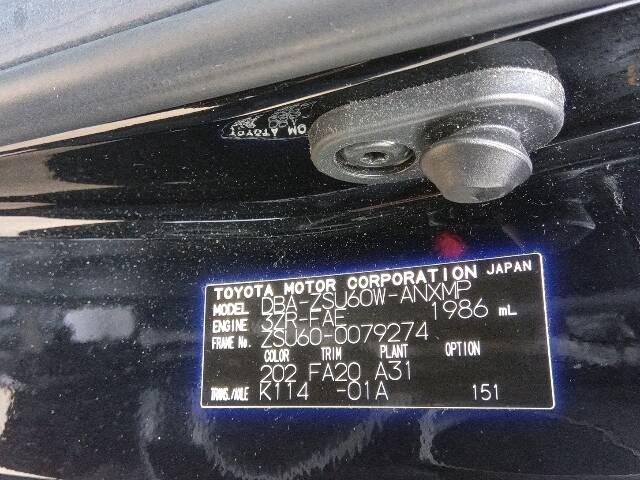 TOYOTA MOTOR CORPORATION JAPAN
MODEL DBA-ZSU60W-ANXMP
ENGINE 3ZR-FAE 1986 mL
FRAME No. ZSU60-0079274
COLOR TRIM PLANT OPTION
202 FA20 A31
TRANS./AXLE K114 -01A 151